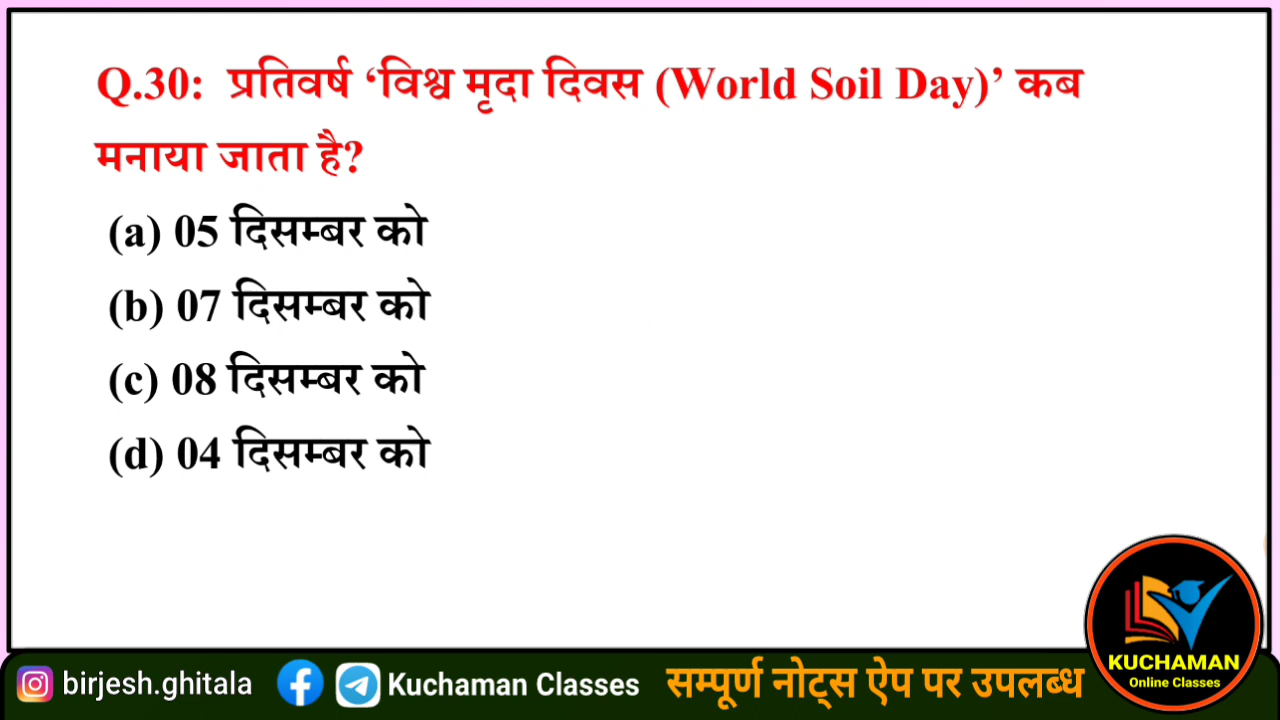 Q.30: प्रतिवर्ष ‘विश्व मृदा दिवस (World Soil Day)’ कब
मनाया जाता है?
(a) 05 दिसम्बर को
(b) 07 दिसम्बर को
(c) 08 दिसम्बर को
(d) 04 दिसम्बर को
KUCHAMAN
Online Classes
birjesh.ghitala Kuchaman Classes सम्पूर्ण नोट्स ऐप पर उपलब्ध